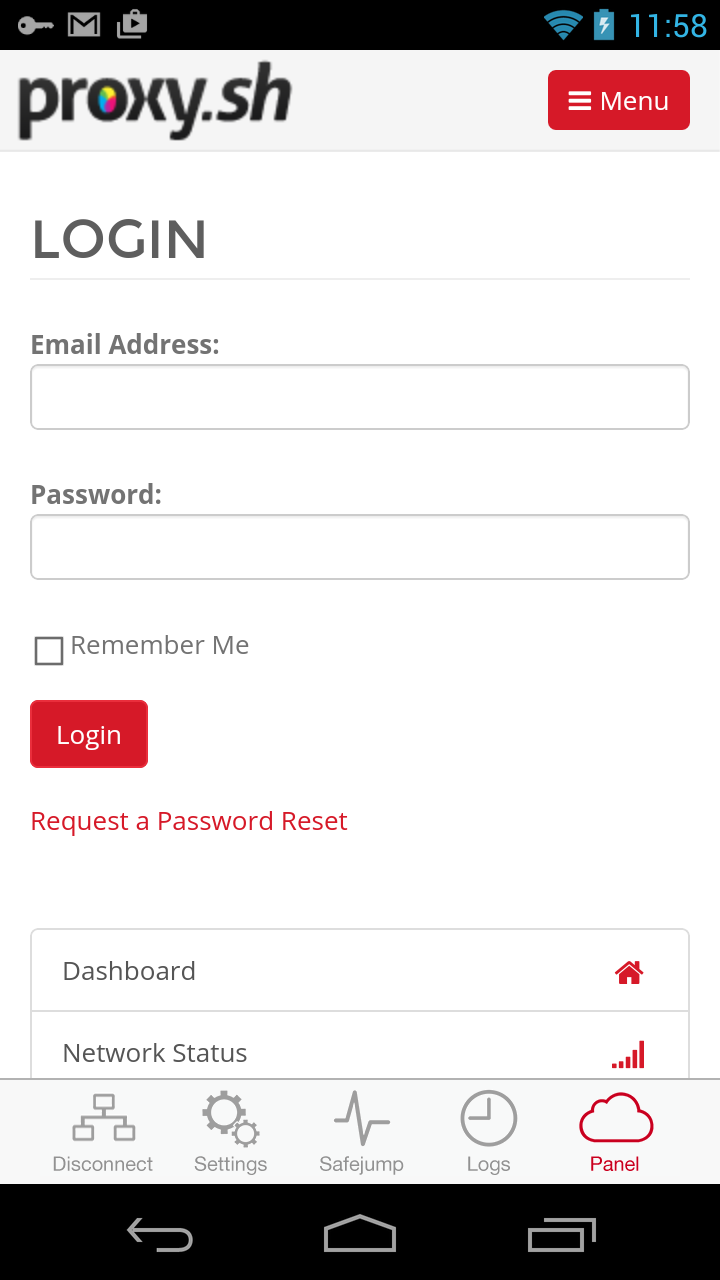 11:58
proxy.sh
Menu
LOGIN
Email Address:
Password:
Remember Me
Login
Request a Password Reset
Dashboard
Network Status
Disconnect
Settings
Safejump
Logs
Panel